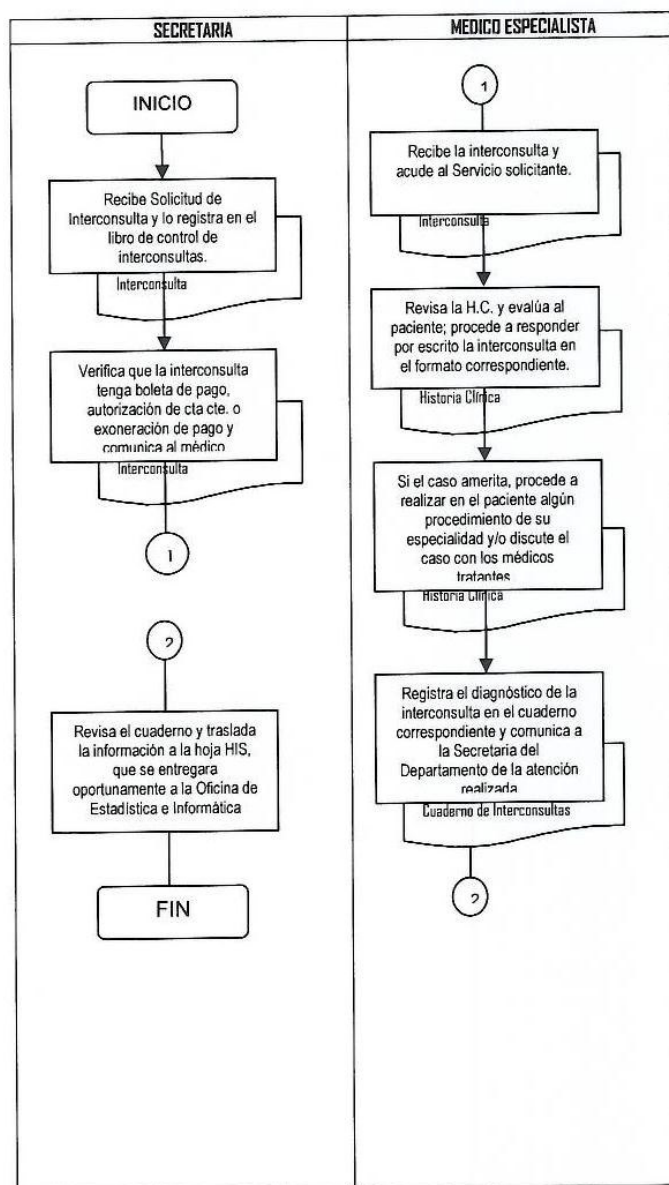 SECRETARIA
INICIO
Recibe Solicitud de
Interconsulta y lo registra en el
libro de control de
interconsultas.
Interconsulta
Verifica que la interconsulta
tenga boleta de pago,
autorización de cta cte. o
exoneración de pago y
comunica al médico
Interconsulta
1
2
Revisa el cuaderno y traslada
la información a la hoja HIS,
que se entregara
oportunamente a la Oficina de
Estadística e Informática
FIN
MEDICO ESPECIALISTA
1
Recibe la interconsulta y
acude al Servicio solicitante.
Interconsulta
Revisa la H.C. y evalúa al
paciente; procede a responder
por escrito la interconsulta en
el formato correspondiente.
Historia Clínica
Si el caso amerita, procede a
realizar en el paciente algún
procedimiento de su
especialidad y/o discute el
caso con los médicos
tratantes
Historia Clínica
Registra el diagnóstico de la
interconsulta en el cuaderno
correspondiente y comunica a
la Secretaria del
Departamento de la atención
realizada
Cuaderno de Interconsultas
2